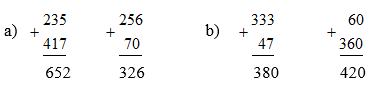 235 256 333 60
a) + + b) + +
417 70 47 360
652 326 380 420